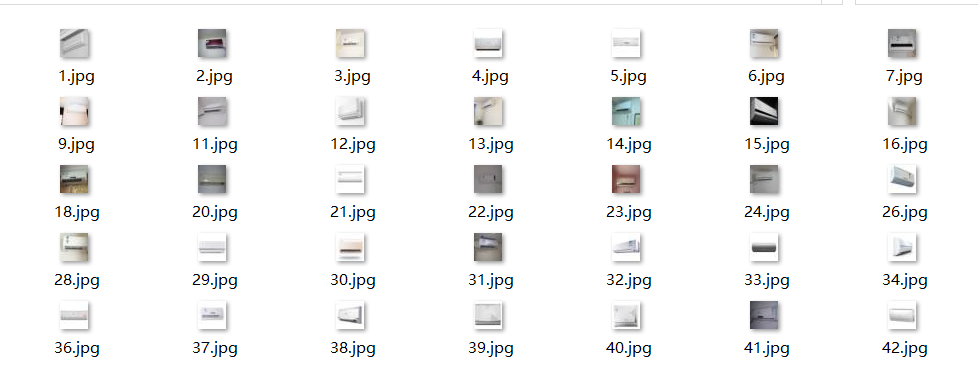 1.jpg 2.jpg 3.jpg 4.jpg 5.jpg 6.jpg 7.jpg
9.jpg 11.jpg 12.jpg 13.jpg 14.jpg 15.jpg 16.jpg
18.jpg 20.jpg 21.jpg 22.jpg 23.jpg 24.jpg 26.jpg
28.jpg 29.jpg 30.jpg 31.jpg 32.jpg 33.jpg 34.jpg
36.jpg 37.jpg 38.jpg 39.jpg 40.jpg 41.jpg 42.jpg